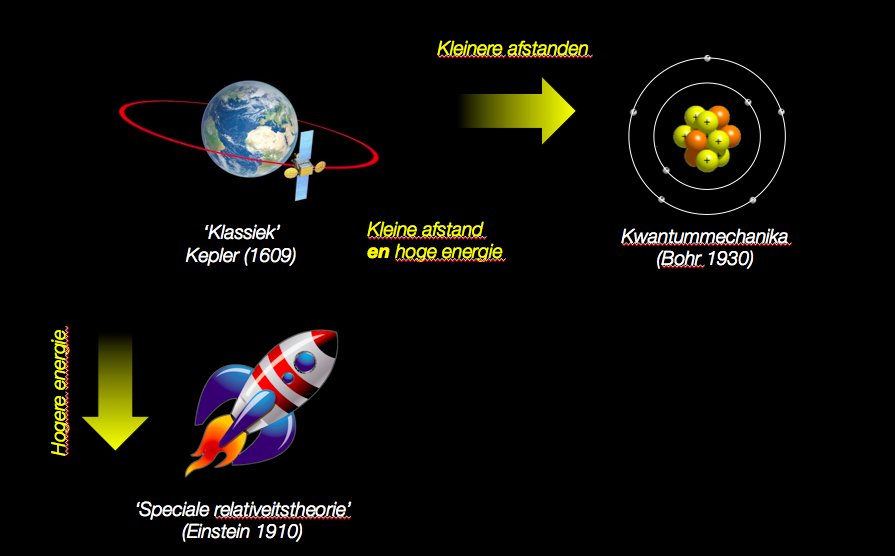 Kleinere afstanden
‘Klassiek’
Kepler (1609)
Kleine afstand
en hoge energie
Kwantummechanika
(Bohr 1930)
Hogere energie
‘Speciale relativeitstheorie’
(Einstein 1910)